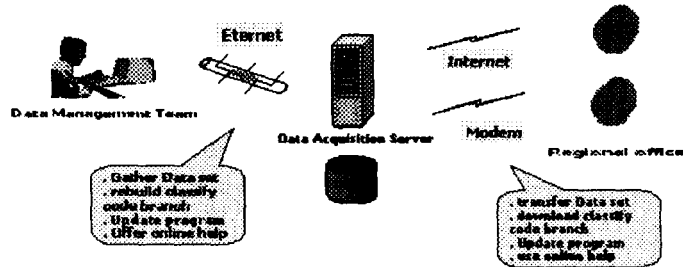 Eternet
Internet
Data Management Team
Data Acquisition Server
Modem
Regional office
. Gather Data set
. rebuild classify
code branch
. Update program
. Offer online help
. transfer Data set
. download classify
code branch
. Update program
. use online help